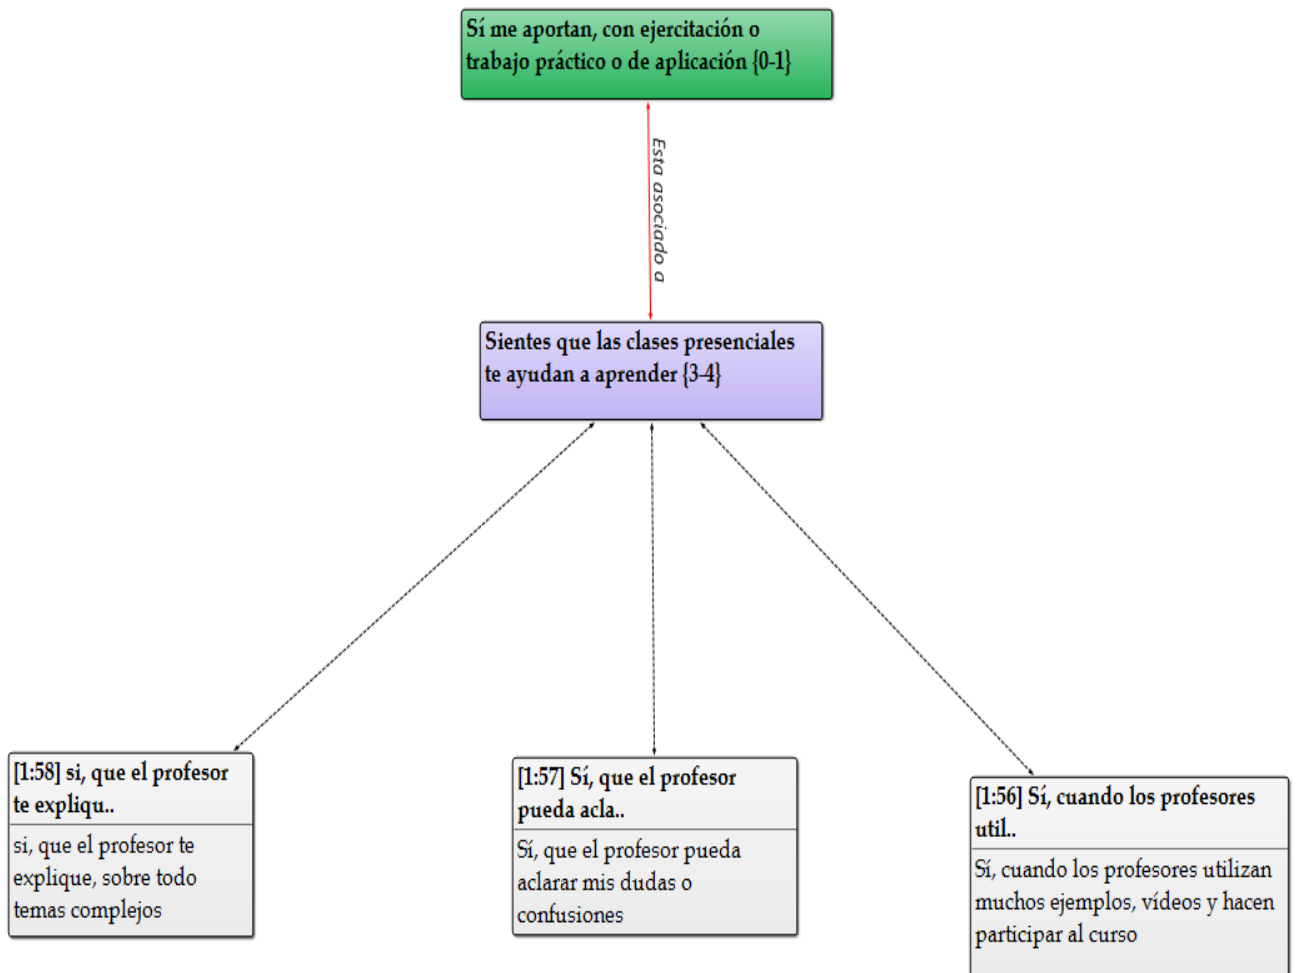 Sí me aportan, con ejercitación o
trabajo práctico o de aplicación {0-1}
Esta asociado a
Sientes que las clases presenciales
te ayudan a aprender {3-4}
[1:58] si, que el profesor
te expliqu..
si, que el profesor te
explique, sobre todo
temas complejos
[1:57] Sí, que el profesor
pueda acla..
Sí, que el profesor pueda
aclarar mis dudas o
confusiones
[1:56] Sí, cuando los profesores
util..
Sí, cuando los profesores utilizan
muchos ejemplos, vídeos y hacen
participar al curso